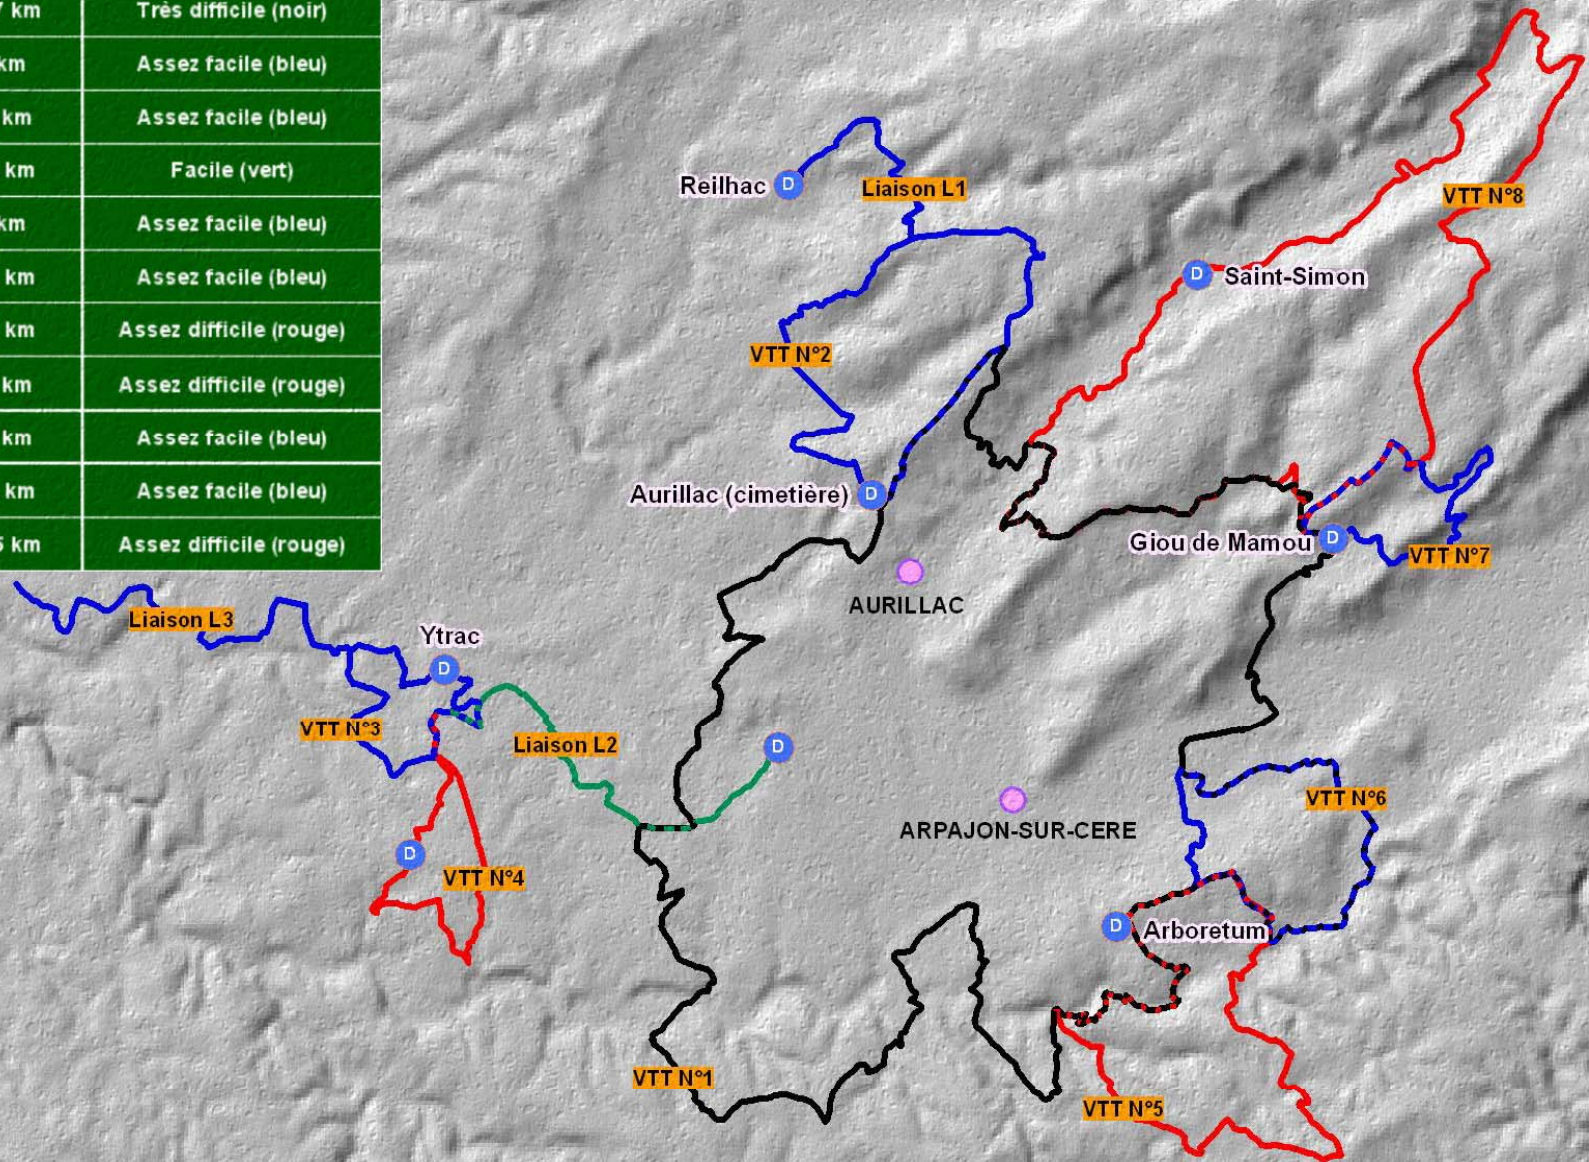 km Très difficile (noir)
km Assez facile (bleu)
km Assez facile (bleu)
km Facile (vert)
km Assez facile (bleu)
km Assez facile (bleu)
km Assez difficile (rouge)
km Assez difficile (rouge)
km Assez facile (bleu)
km Assez facile (bleu)
km Assez difficile (rouge)
Reilhac
D
Liaison L1
VTT N°8
D
Saint-Simon
VTT N°2
Aurillac (cimetière)
D
Giou de Mamou
D
VTT N°7
AURILLAC
Liaison L3
Ytrac
D
VTT N°3
Liaison L2
D
VTT N°6
ARPAJON-SUR-CERE
D
VTT N°4
D
Arboretum
VTT N°1
VTT N°5